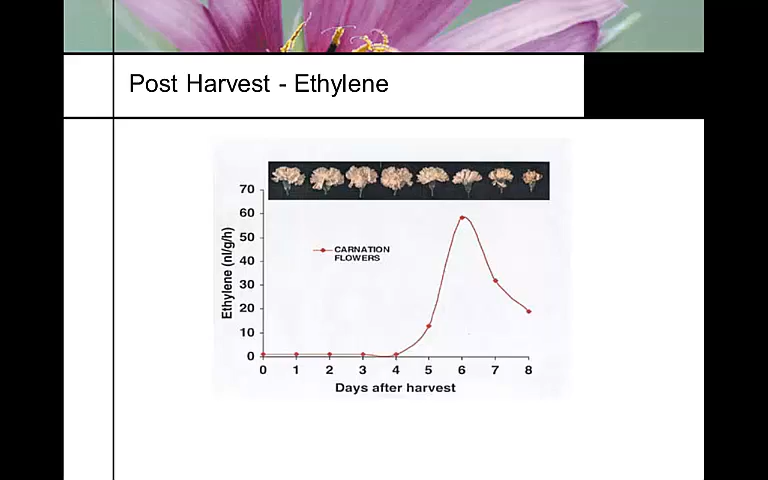 Post Harvest - Ethylene
70
60
50
40
30
20
10
0
Ethylene (nl/g/h)
CARNATION
FLOWERS
0 1 2 3 4 5 6 7 8
Days after harvest